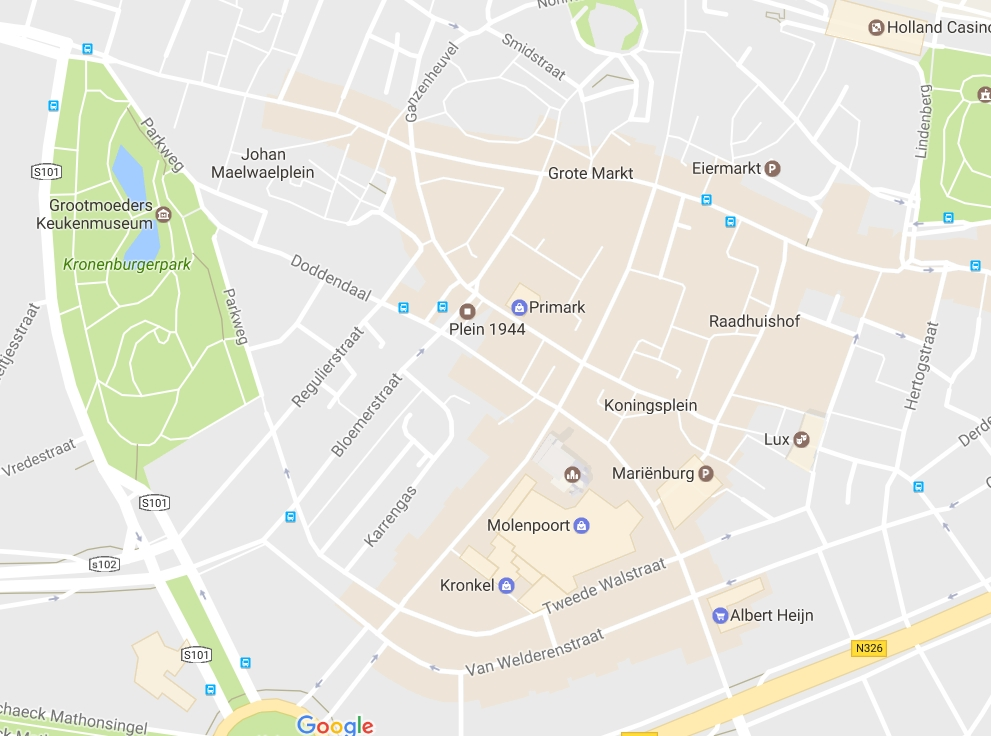 Holland Casino
Smidstraat
Ganzenheuvel
Lindenberg
Parkweg
Johan
Maelwaelplein
Grote Markt
Eiermarkt
P
S101
Grootmoeders
Keukenmuseum
Kronenburgerpark
Doddendaal
Parkweg
Primark
Plein 1944
Raadhuishof
Regulierstraat
Hertogstraat
Bloemerstraat
Koningsplein
Lux
Vredestraat
Mariënburg
P
S101
Karrengas
Molenpoort
s102
Kronkel
Tweede Walstraat
Albert Heijn
Van Welderenstraat
N326
S101
Mathonsingel
Google